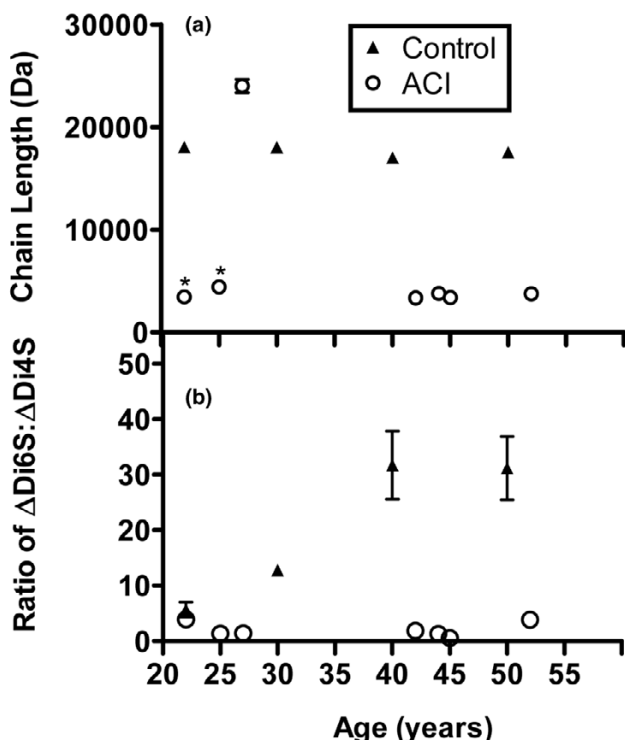 (a)
Chain Length (Da)
30000
20000
10000
0
▲ Control
○ ACI
*
*
(b)
Ratio of ΔDi6S:ΔDi4S
50
40
30
20
10
0
20 25 30 35 40 45 50 55
Age (years)